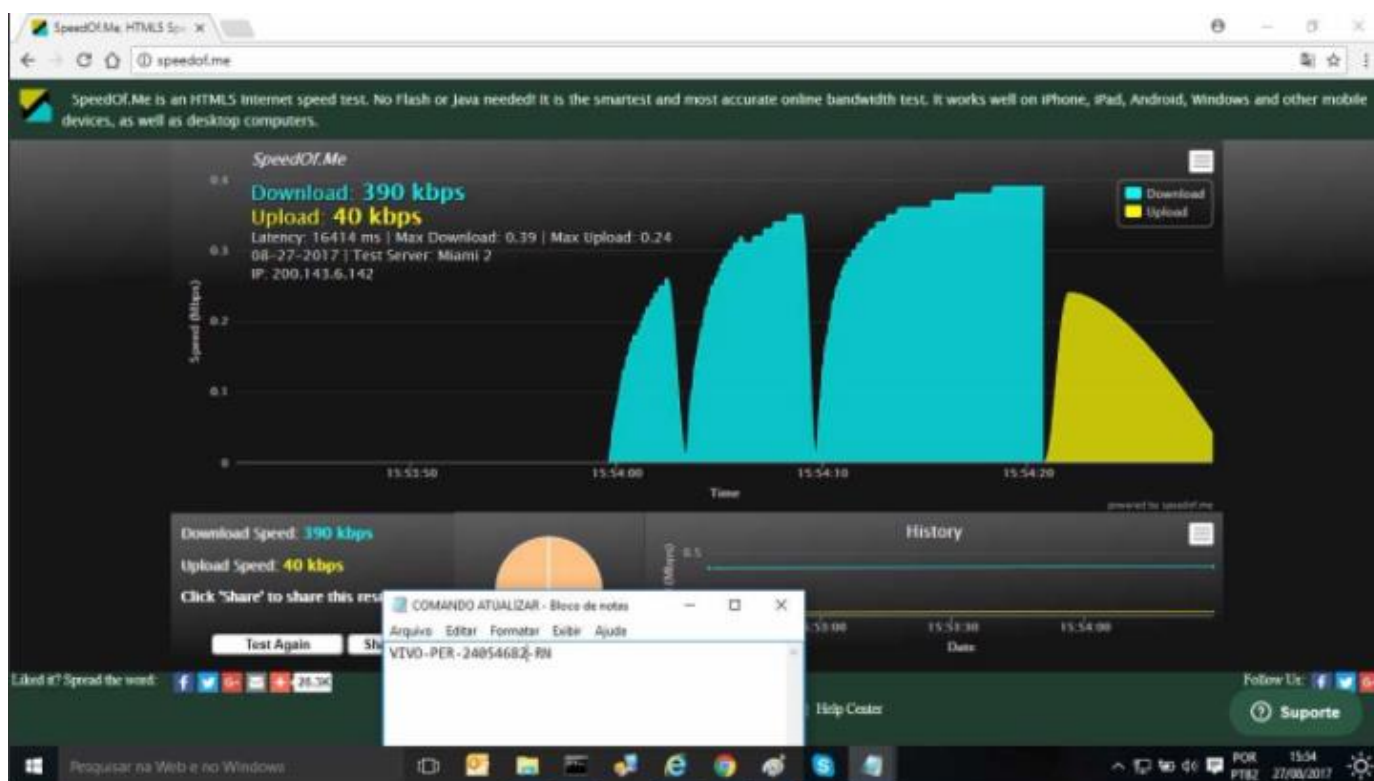 SpeedOf.Me: HTML5 Sp
speedof.me
SpeedOf.Me is an HTML5 Internet speed test. No Flash or Java needed! It is the smartest and most accurate online bandwidth test. It works well on iPhone, iPad, Android, Windows and other mobile
devices, as well as desktop computers.
SpeedOf.Me
Download: 390 kbps
Upload: 40 kbps
Latency: 16414 ms | Max Download: 0.39 | Max Upload: 0.24
08-27-2017 | Test Server: Miami 2
IP: 200.143.6.142
Download
Upload
Speed (Mbps)
0.4
0.3
0.2
0.1
0
15:53:50
15:54:00
15:54:10
15:54:20
Time
powered by speedof.me
Download Speed: 390 kbps
Upload Speed: 40 kbps
Click "Share" to share this res
Test Again
Sh
History
(Mbps)
0.5
15:53:30
15:54:00
Date
COMANDO ATUALIZAR - Bloco de notas
Arquivo Editar Formatar Exibir Ajuda
VIVO-PER-24054682-RN
Liked it? Spread the word:
Help Center
Follow Us:
Suporte
Pesquisar na Web e no Windows
POR
PTB2
15:54
27/08/2017